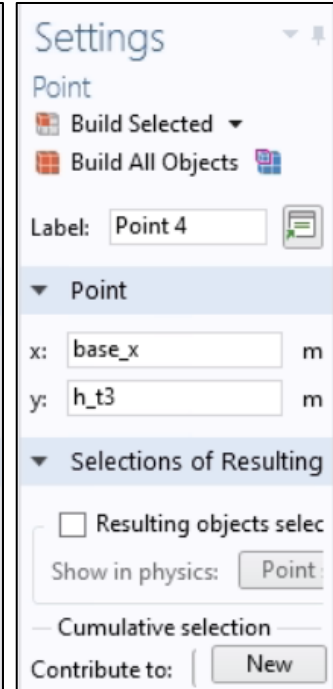 Settings
Point
Build Selected
Build All Objects
Label: Point 4
Point
x: base_x m
y: h_t3 m
Selections of Resulting
Resulting objects selec
Show in physics: Point
Cumulative selection
Contribute to: New